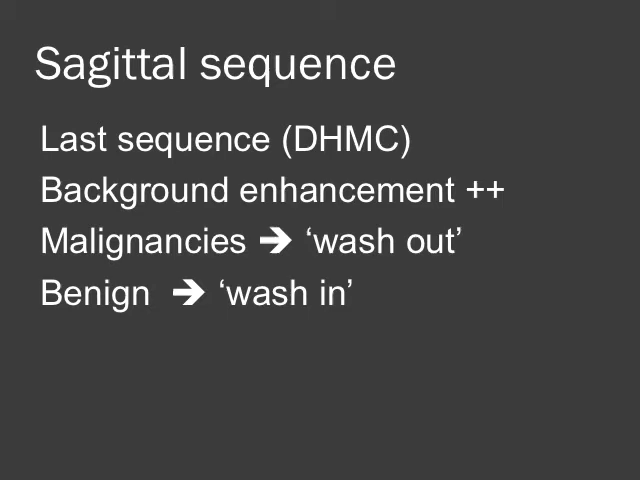 Sagittal sequence
Last sequence (DHMC)
Background enhancement ++
Malignancies ➔ ‘wash out’
Benign ➔ ‘wash in’